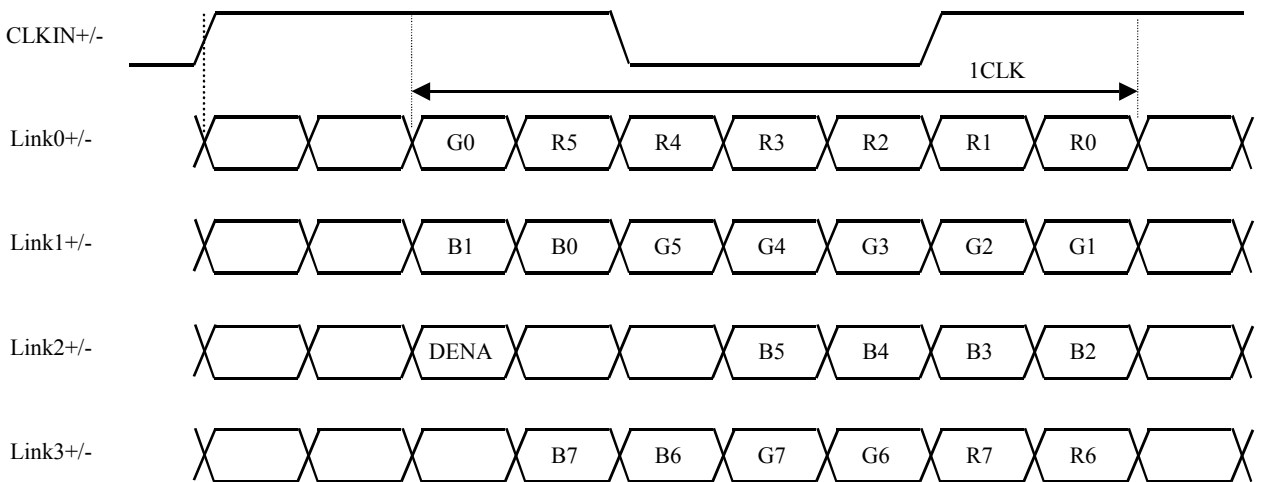 CLKIN+/-
1CLK
Link0+/- G0 R5 R4 R3 R2 R1 R0
Link1+/- B1 B0 G5 G4 G3 G2 G1
Link2+/- DENA B5 B4 B3 B2
Link3+/- B7 B6 G7 G6 R7 R6